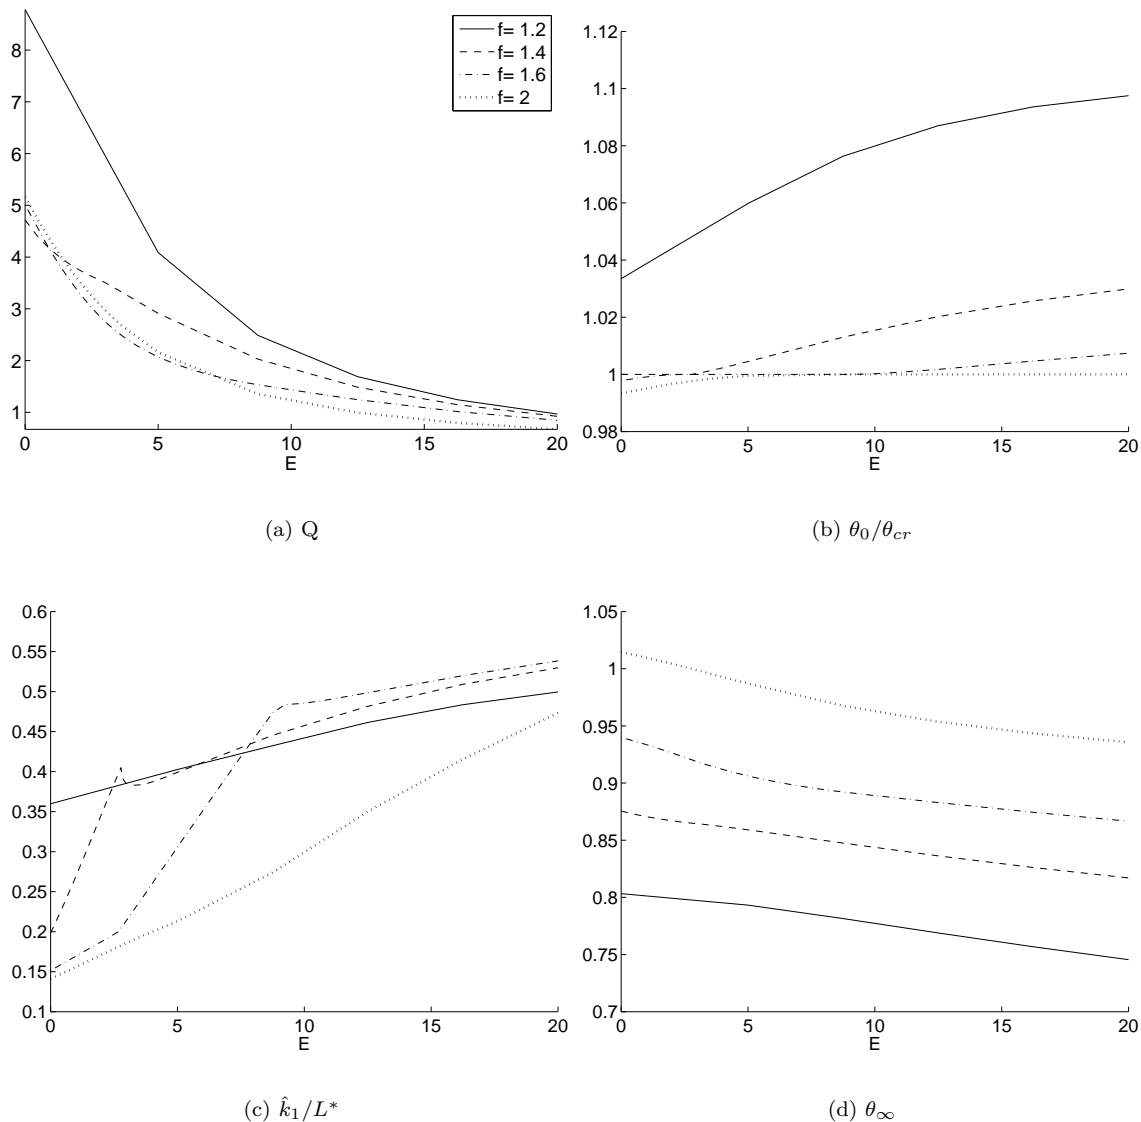 8
7
6
5
4
3
2
1
0 5 10 15 20
E
f= 1.2
f= 1.4
f= 1.6
f= 2
(a) Q
1.12
1.1
1.08
1.06
1.04
1.02
1
0.98
0 5 10 15 20
E
(b) θ₀/θ_{cr}
0.6
0.55
0.5
0.45
0.4
0.35
0.3
0.25
0.2
0.15
0.1
0 5 10 15 20
E
(c) k̂₁/L*
1.05
1
0.95
0.9
0.85
0.8
0.75
0.7
0 5 10 15 20
E
(d) θ_∞